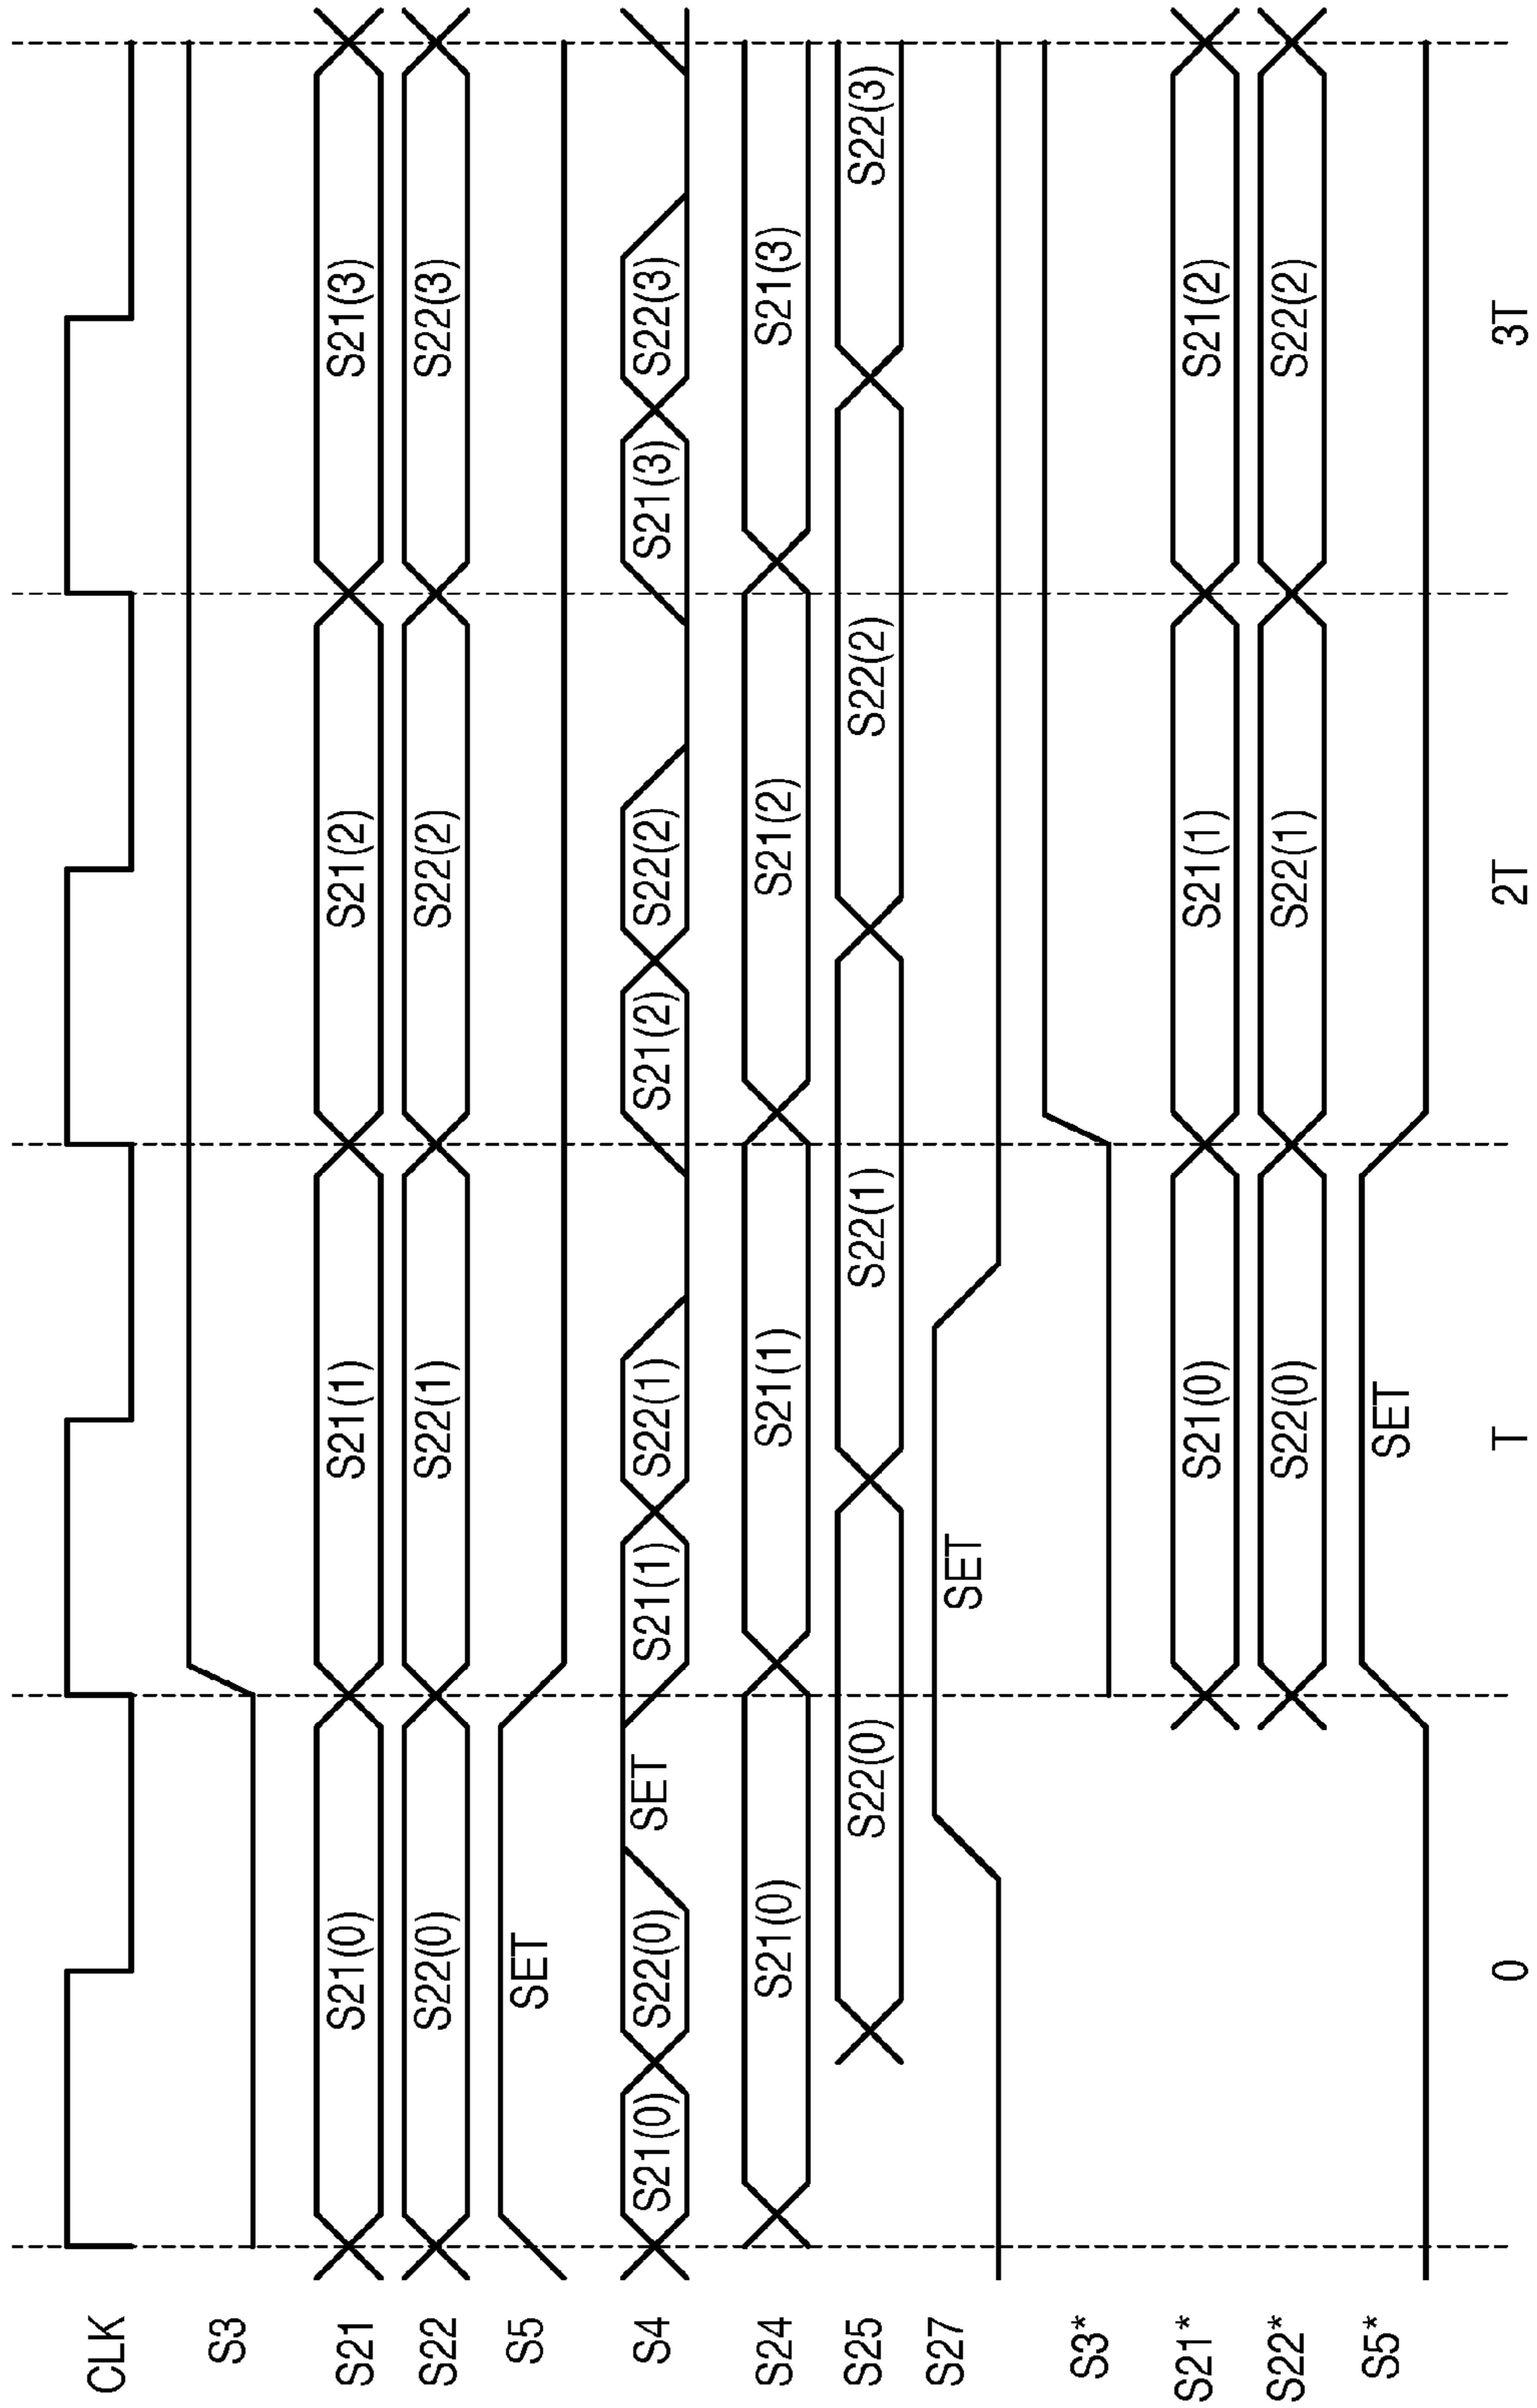 CLK
S3
S21 S21(0) S21(1) S21(2) S21(3)
S22 S22(0) S22(1) S22(2) S22(3)
S5 SET
S4 S21(0) S22(0) SET S21(1) S22(1) S21(2) S22(2) S21(3) S22(3)
S24 S21(0) S21(1) S21(2) S21(3)
S25 S22(0) S22(1) S22(2) S22(3)
S27 SET
S3*
S21* S21(0) S21(1) S21(2)
S22* S22(0) S22(1) S22(2)
S5* SET
0 T 2T 3T